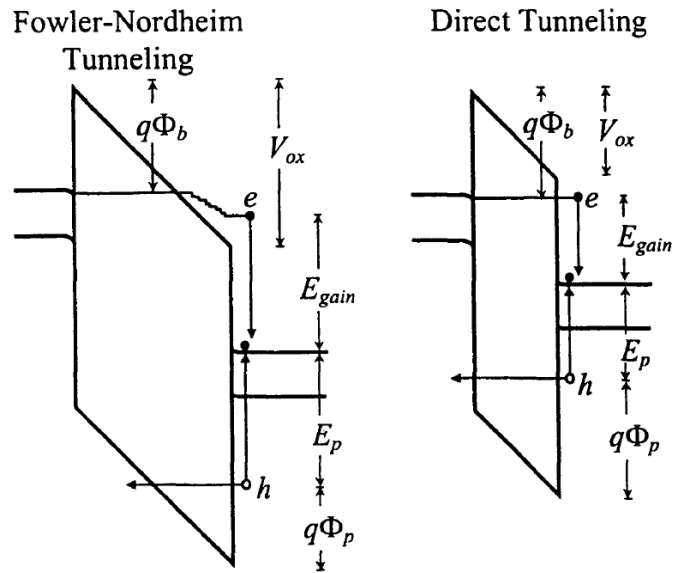 Fowler-Nordheim
Tunneling
qΦb
Vox
e
Egain
Ep
h
qΦp
Direct Tunneling
qΦb
Vox
e
Egain
Ep
h
qΦp